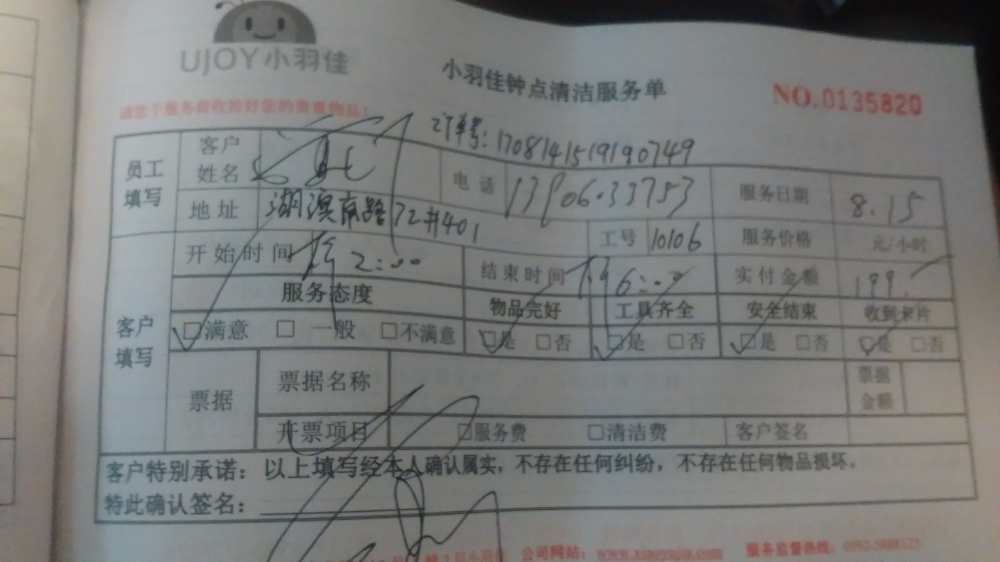 UJOY小羽佳
小羽佳钟点清洁服务单
NO.0135820
请您于服务前收拾好您的贵重物品!
订单号:1708141519190749
员工填写
客户姓名
电话
服务日期 8.15
地址 湖滨南路72#401
工号 10106
服务价格 元/小时
客户填写
开始时间 2:00
结束时间 下午6:00
实付金额 199.
服务态度
物品完好
工具齐全
安全结束
收到卡片
☑满意 □一般 □不满意
☑是 □否
☑是 □否
☑是 □否
☑是 □否
票据
票据名称
票据金额
开票项目
□服务费 □清洁费
客户签名
客户特别承诺:以上填写经本人确认属实,不存在任何纠纷,不存在任何物品损坏。
特此确认签名:
公司网站:www.xiaoyujia.com 服务监督热线: